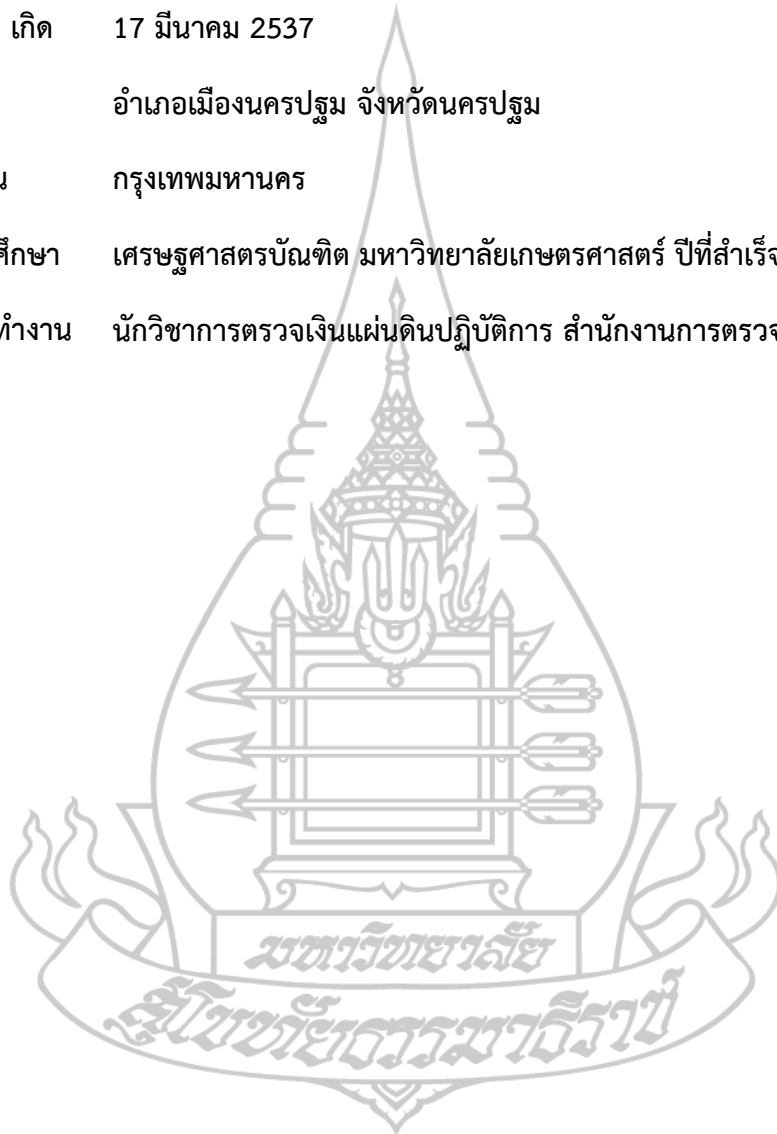 เกิด 17 มีนาคม 2537
อำเภอเมืองนครปฐม จังหวัดนครปฐม
กรุงเทพมหานคร
เศรษฐศาสตรบัณฑิต มหาวิทยาลัยเกษตรศาสตร์ ปีที่สำเร็จ
ทำงาน นักวิชาการตรวจเงินแผ่นดินปฏิบัติการ สำนักงานการตรวจ
มหาวิทยาลัย
สุโขทัยธรรมาธิราช